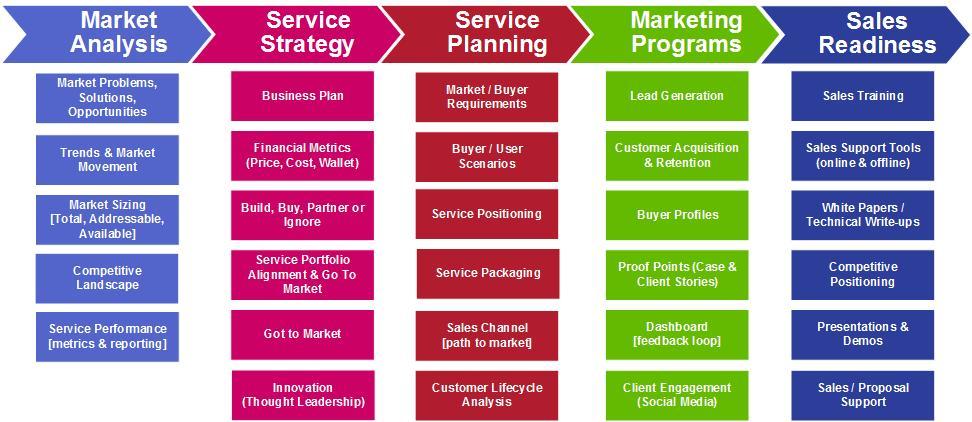 Market
Analysis
Service
Strategy
Service
Planning
Marketing
Programs
Sales
Readiness
Market Problems,
Solutions,
Opportunities
Trends & Market
Movement
Market Sizing
[Total, Addressable,
Available]
Competitive
Landscape
Service Performance
[metrics & reporting]
Business Plan
Financial Metrics
(Price, Cost, Wallet)
Build, Buy, Partner or
Ignore
Service Portfolio
Alignment & Go To
Market
Got to Market
Innovation
(Thought Leadership)
Market / Buyer
Requirements
Buyer / User
Scenarios
Service Positioning
Service Packaging
Sales Channel
[path to market]
Customer Lifecycle
Analysis
Lead Generation
Customer Acquisition
& Retention
Buyer Profiles
Proof Points (Case &
Client Stories)
Dashboard
[feedback loop]
Client Engagement
(Social Media)
Sales Training
Sales Support Tools
(online & offline)
White Papers /
Technical Write-ups
Competitive
Positioning
Presentations &
Demos
Sales / Proposal
Support